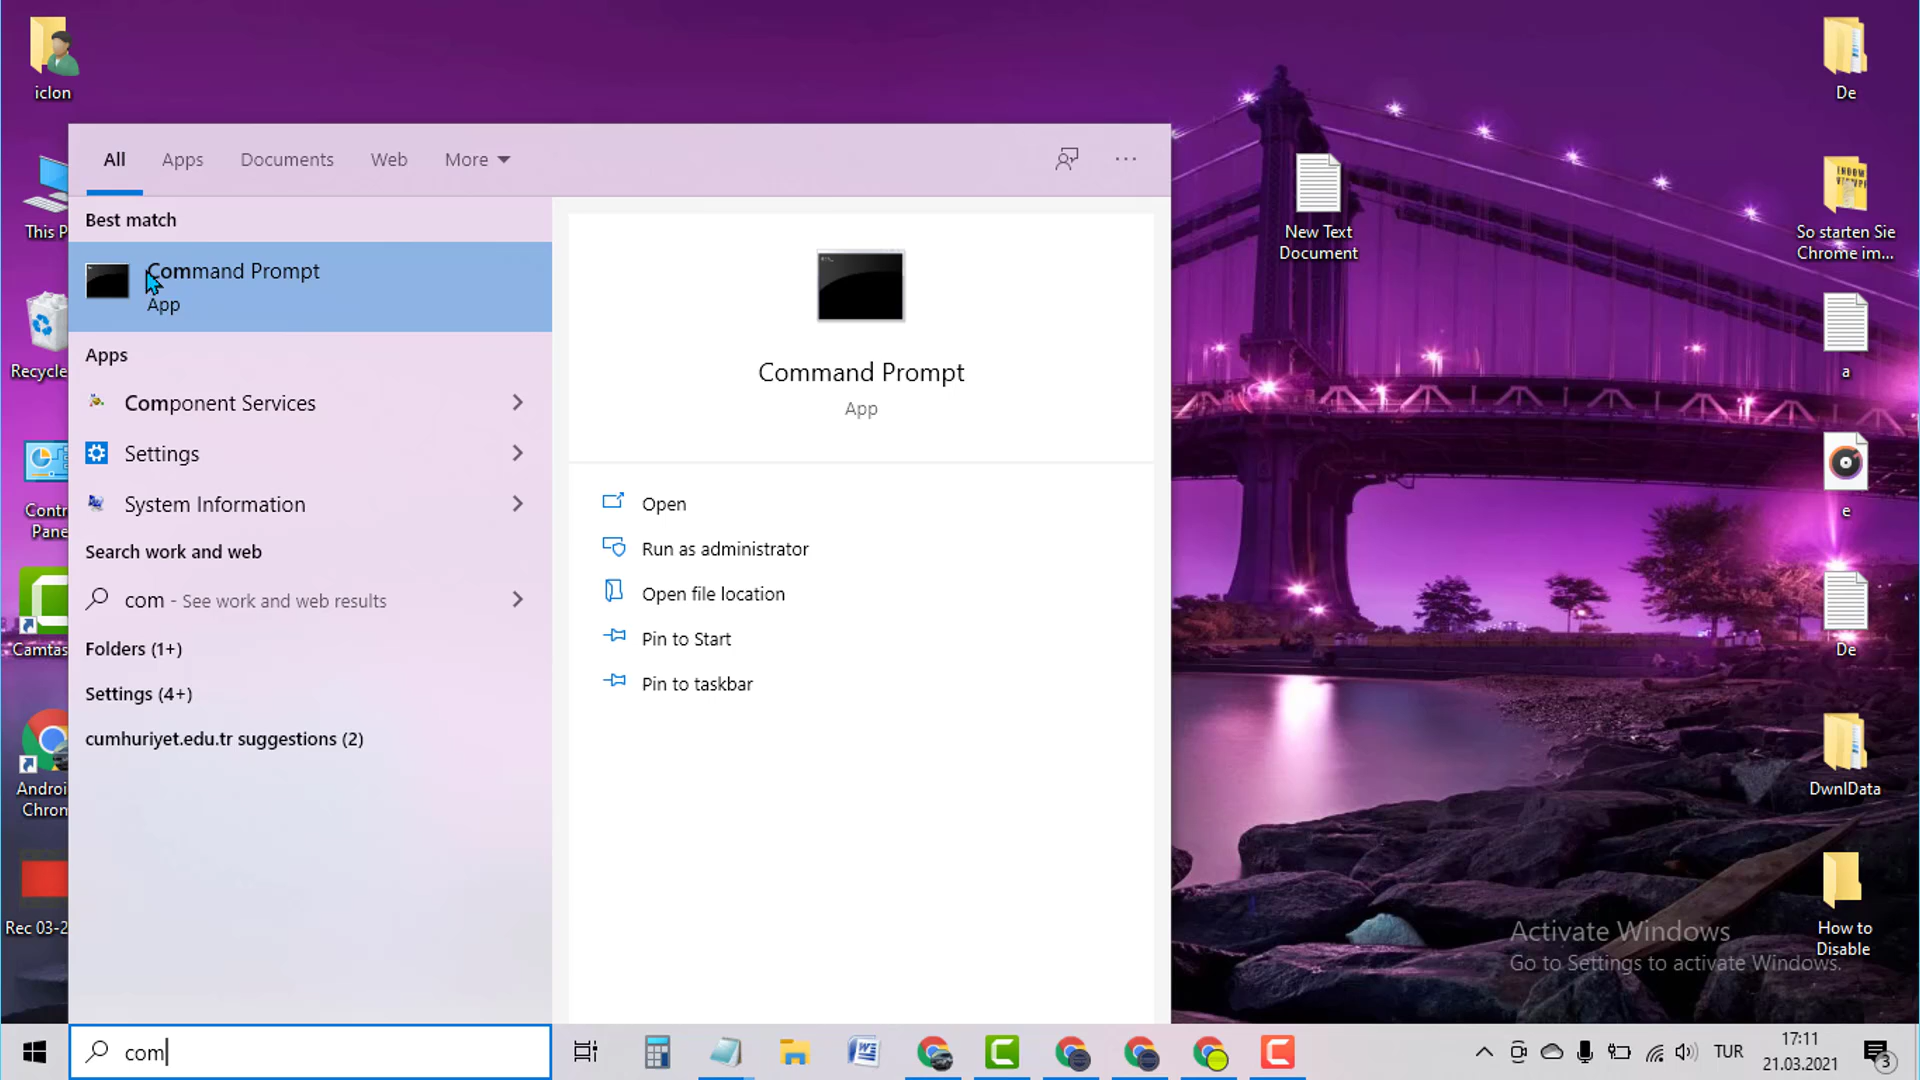 iclon
This P
Recycle
Contr
Pane
Camtas
Androi
Chron
Rec 03-2
All
Apps
Documents
Web
More
Best match
Command Prompt
App
Apps
Component Services
Settings
System Information
Search work and web
com - See work and web results
Folders (1+)
Settings (4+)
cumhuriyet.edu.tr suggestions (2)
Command Prompt
App
Open
Run as administrator
Open file location
Pin to Start
Pin to taskbar
New Text
Document
De
So starten Sie
Chrome im...
a
e
De
DwnlData
How to
Disable
Activate Windows
Go to Settings to activate Windows.
com
TUR
17:11
21.03.2021
3